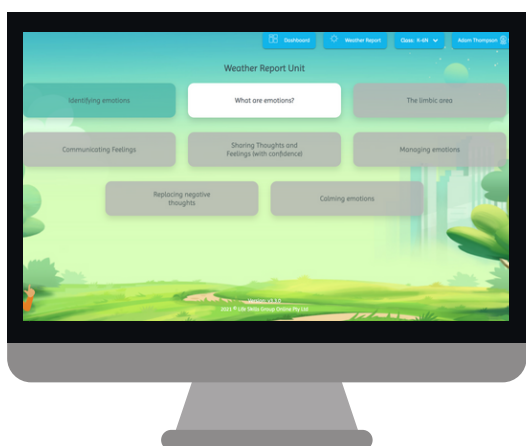 Dashboard
Weather Report
Class: K-6N
Adam Thompson
Weather Report Unit
Identifying emotions
What are emotions?
The limbic area
Communicating Feelings
Sharing Thoughts and
Feelings (with confidence)
Managing emotions
Replacing negative
thoughts
Calming emotions
2021 © Life Skills Group Online Pty Ltd